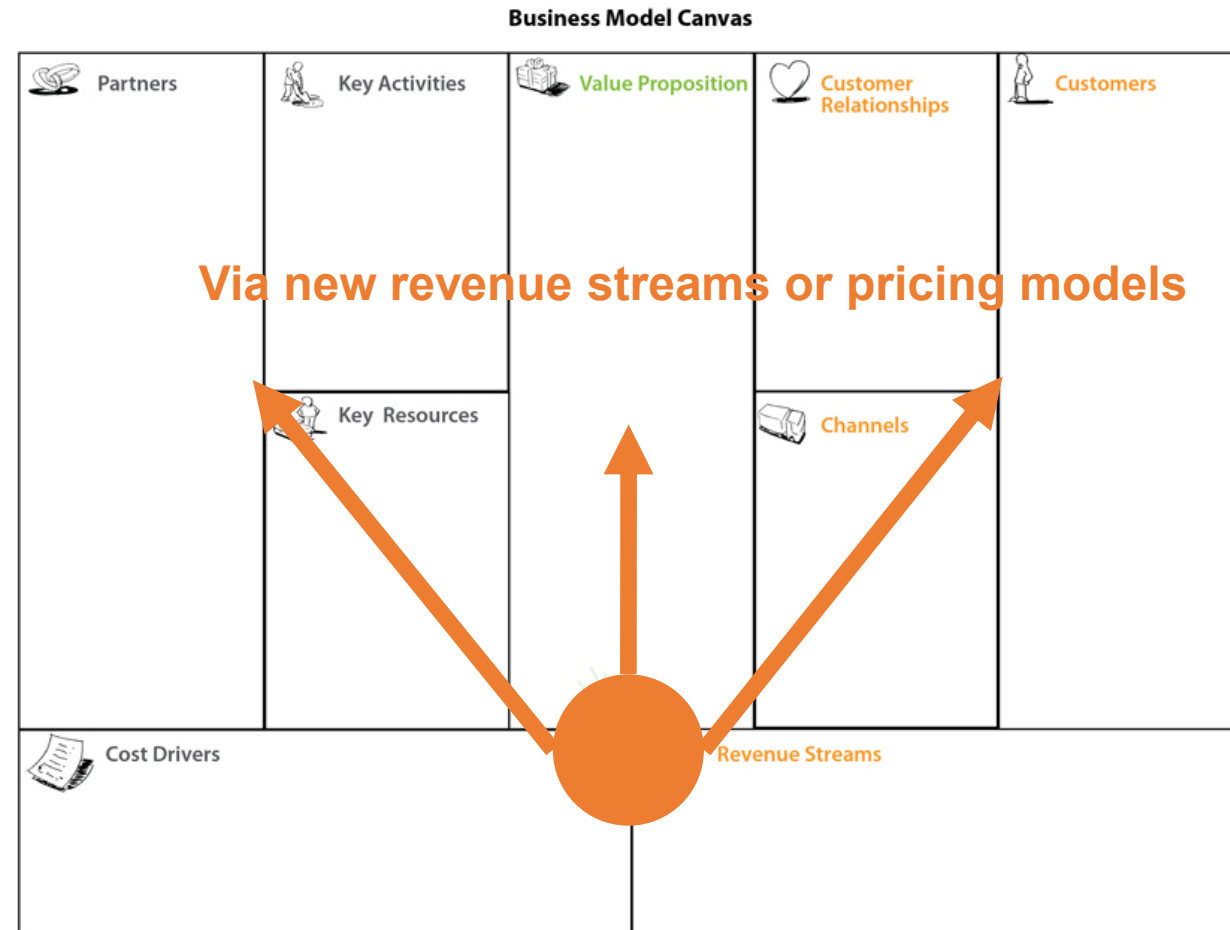 Business Model Canvas
Partners
Key Activities
Value Proposition
Customer
Relationships
Customers
Via new revenue streams or pricing models
Key Resources
Channels
Cost Drivers
Revenue Streams